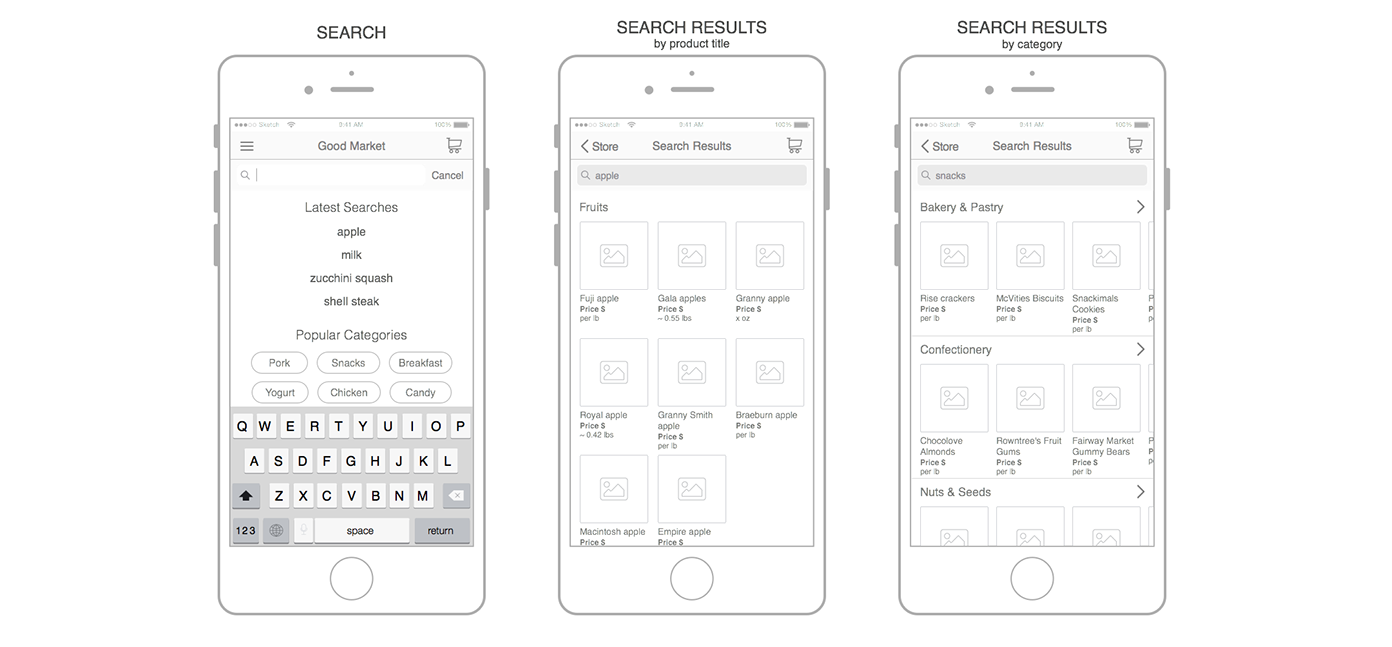 SEARCH
Sketch 9:41 AM 100%
Good Market
Cancel
Latest Searches
apple
milk
zucchini squash
shell steak
Popular Categories
Pork Snacks Breakfast
Yogurt Chicken Candy
Q W E R T Y U I O P
A S D F G H J K L
Z X C V B N M
123 space return
SEARCH RESULTS
by product title
Sketch 9:41 AM 100%
Store Search Results
apple
Fruits
Fuji apple
Price $
per lb
Gala apples
Price $
~ 0.55 lbs
Granny apple
Price $
x oz
Royal apple
Price $
~ 0.42 lbs
Granny Smith
apple
Price $
per lb
Braeburn apple
Price $
per lb
Macintosh apple
Price $
Empire apple
Price $
SEARCH RESULTS
by category
Sketch 9:41 AM 100%
Store Search Results
snacks
Bakery & Pastry
Rise crackers
Price $
per lb
McVities Biscuits
Price $
per lb
Snackimals
Cookies
Price $
per lb
Confectionery
Chocolove
Almonds
Price $
per lb
Rowntree's Fruit
Gums
Price $
per lb
Fairway Market
Gummy Bears
Price $
per lb
Nuts & Seeds